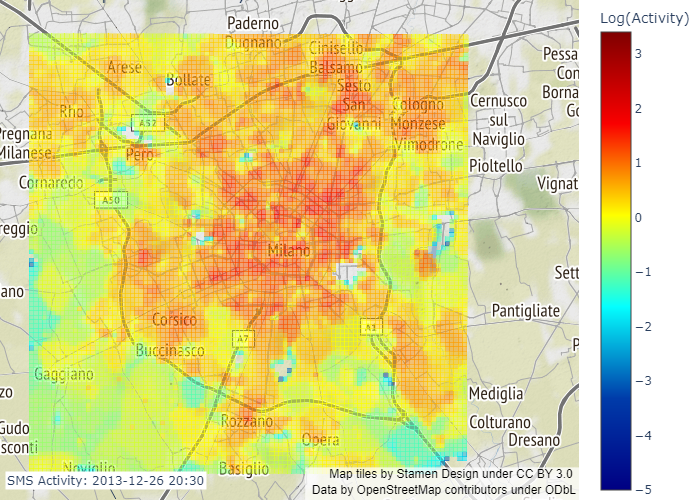 Log(Activity)
3
2
1
0
−1
−2
−3
−4
−5
Paderno
Dugnano
Cinisello
Balsamo
Arese
Bollate
Sesto
San
Giovanni
Rho
Cologno
Monzese
Cernusco
sul
Naviglio
Pessa
Con
Borna
Go
A52
Pregnana
Milanese
Pero
Vimodrone
Pioltello
Cornaredo
A50
Vignat
reggio
Milano
Sett
ano
Pantigliate
Corsico
A7
A1
Buccinasco
P
Gaggiano
zo
Mediglia
Rozzano
Colturano
Gudo
sconti
Opera
Dresano
Noviglio
Basiglio
SMS Activity: 2013-12-26 20:30
Map tiles by Stamen Design under CC BY 3.0
Data by OpenStreetMap contributors under ODbL